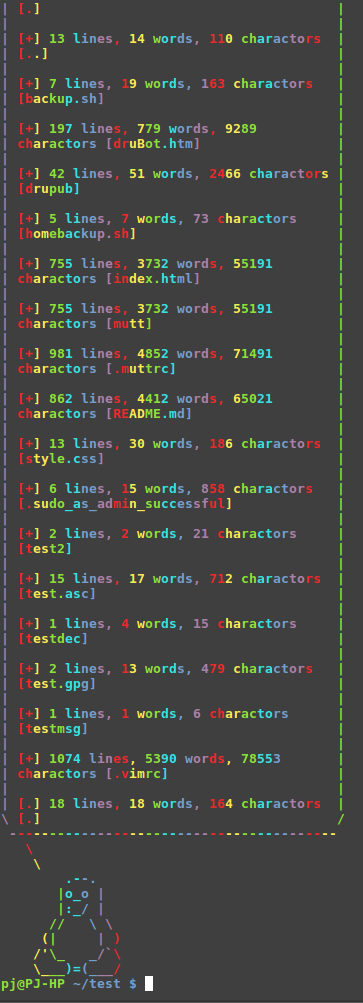 | [.] |
| |
| [+] 13 lines, 14 words, 110 charactors |
| [..] |
| |
| [+] 7 lines, 19 words, 163 charactors |
| [backup.sh] |
| |
| [+] 197 lines, 779 words, 9289 |
| charactors [druBot.htm] |
| |
| [+] 42 lines, 51 words, 2466 charactors |
| [drupub] |
| |
| [+] 5 lines, 7 words, 73 charactors |
| [homebackup.sh] |
| |
| [+] 755 lines, 3732 words, 55191 |
| charactors [index.html] |
| |
| [+] 755 lines, 3732 words, 55191 |
| charactors [mutt] |
| |
| [+] 981 lines, 4852 words, 71491 |
| charactors [.muttrc] |
| |
| [+] 862 lines, 4412 words, 65021 |
| charactors [README.md] |
| |
| [+] 13 lines, 30 words, 186 charactors |
| [style.css] |
| |
| [+] 6 lines, 15 words, 858 charactors |
| [.sudo_as_admin_successful] |
| |
| [+] 2 lines, 2 words, 21 charactors |
| [test2] |
| |
| [+] 15 lines, 17 words, 712 charactors |
| [test.asc] |
| |
| [+] 1 lines, 4 words, 15 charactors |
| [testdec] |
| |
| [+] 2 lines, 13 words, 479 charactors |
| [test.gpg] |
| |
| [+] 1 lines, 1 words, 6 charactors |
| [testmsg] |
| |
| [+] 1074 lines, 5390 words, 78553 |
| charactors [.vimrc] |
| |
| [.] 18 lines, 18 words, 164 charactors |
\ [.] /
 ----------------------------------------
   \
    \
        .--.
       |o_o |
       |:_/ |
      //   \ \
     (|     | )
    /'\_   _/`\
    \___)=(___/
pj@PJ-HP ~/test $